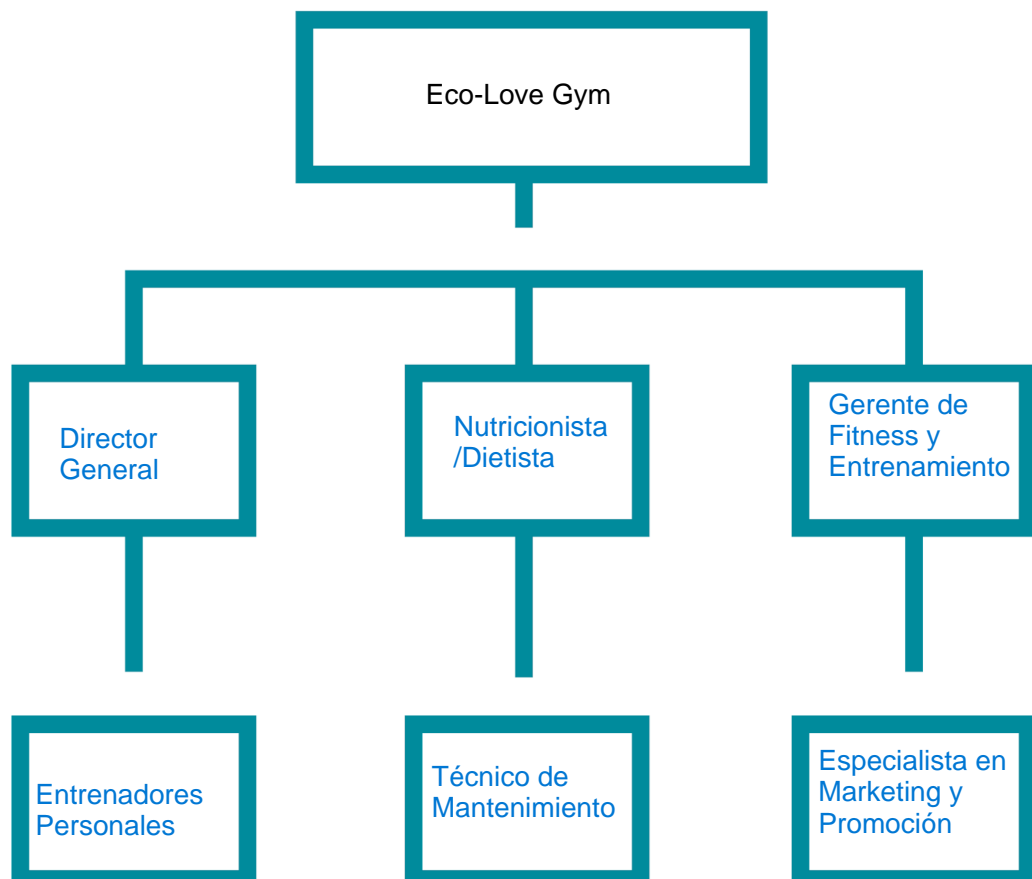 Eco-Love Gym
Director
General
Nutricionista
/Dietista
Gerente de
Fitness y
Entrenamiento
Entrenadores
Personales
Técnico de
Mantenimiento
Especialista en
Marketing y
Promoción